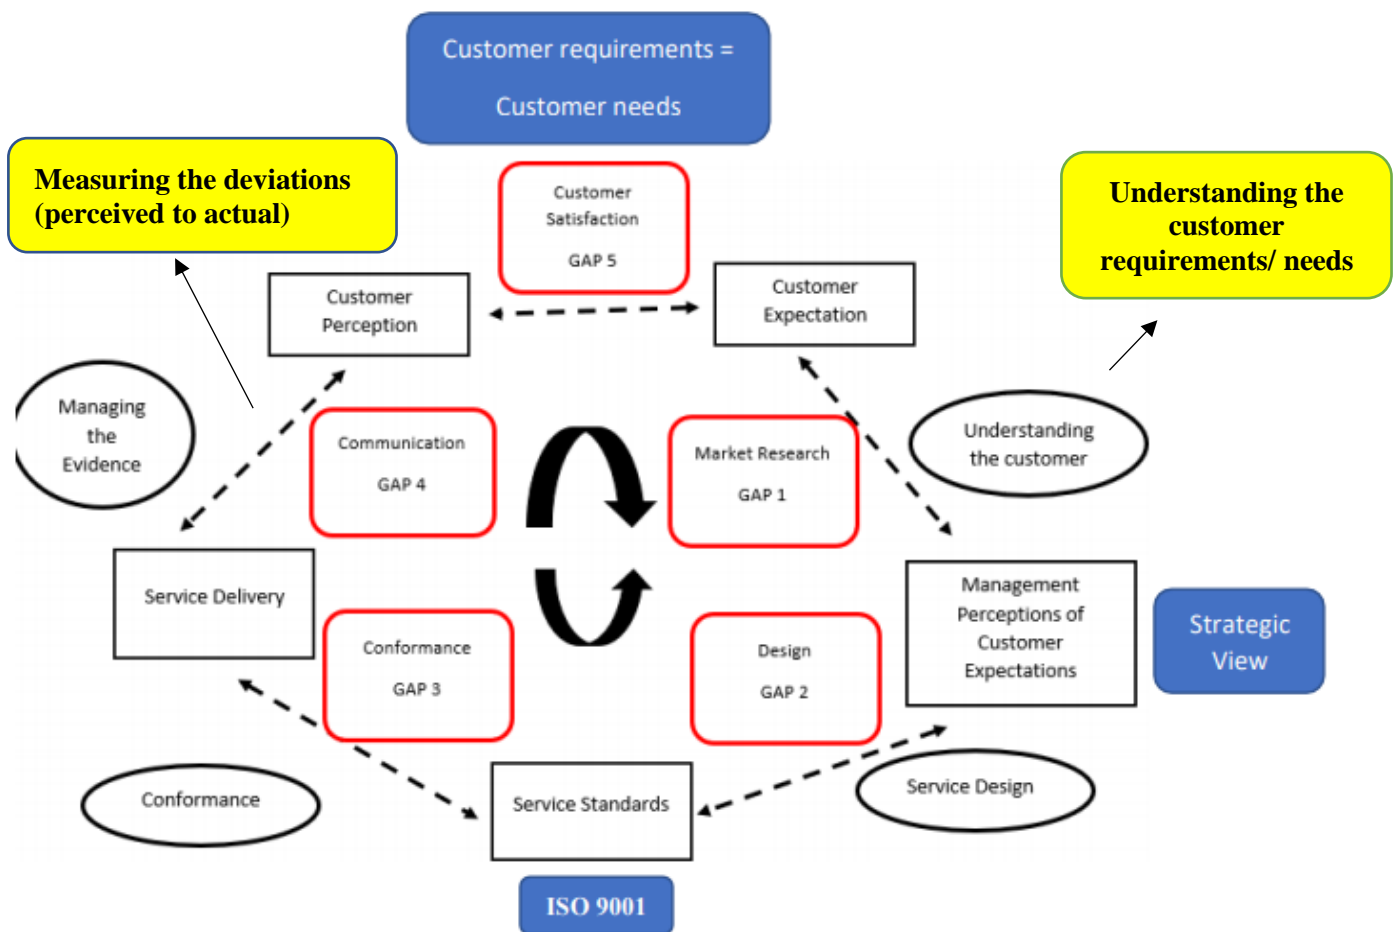 Customer requirements =
Customer needs
Measuring the deviations
(perceived to actual)
Understanding the
customer
requirements/ needs
Customer
Satisfaction
GAP 5
Customer
Perception
Customer
Expectation
Managing
the
Evidence
Communication
GAP 4
Market Research
GAP 1
Understanding
the customer
Service Delivery
Management
Perceptions of
Customer
Expectations
Strategic
View
Conformance
GAP 3
Design
GAP 2
Conformance
Service Standards
Service Design
ISO 9001